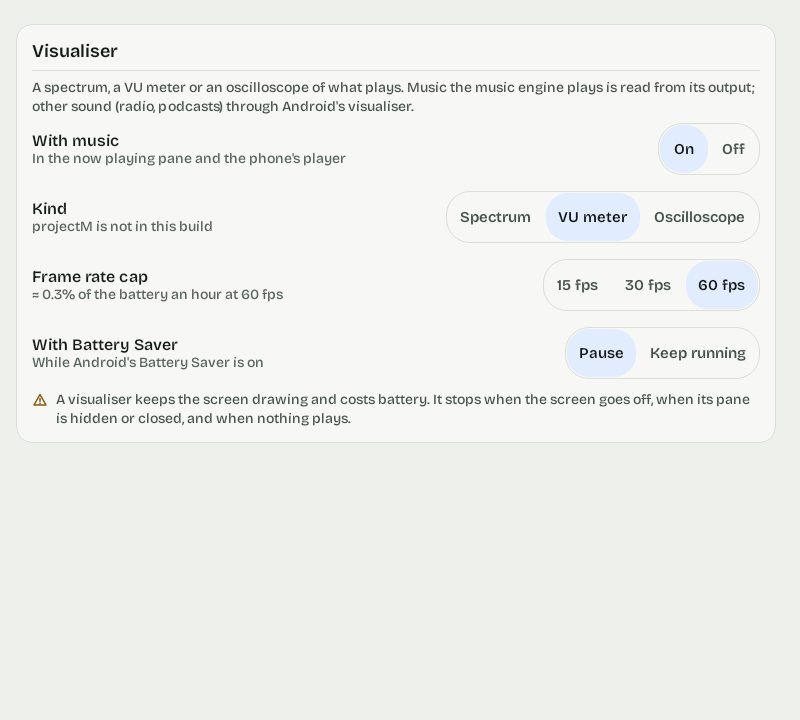 Visualiser
A spectrum, a VU meter or an oscilloscope of what plays. Music the music engine plays is read from its output;
other sound (radio, podcasts) through Android's visualiser.
With music
In the now playing pane and the phone's player
On
Off
Kind
projectM is not in this build
Spectrum
VU meter
Oscilloscope
Frame rate cap
≈ 0.3% of the battery an hour at 60 fps
15 fps
30 fps
60 fps
With Battery Saver
While Android's Battery Saver is on
Pause
Keep running
A visualiser keeps the screen drawing and costs battery. It stops when the screen goes off, when its pane
is hidden or closed, and when nothing plays.